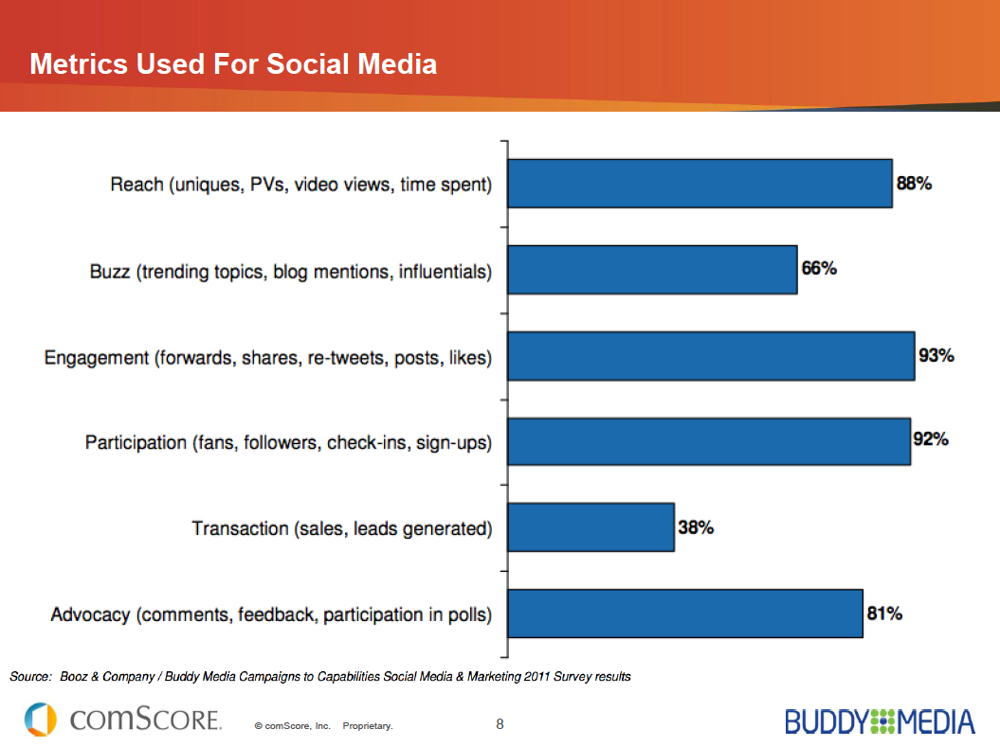 Metrics Used For Social Media
Reach (uniques, PVs, video views, time spent)
88%
Buzz (trending topics, blog mentions, influentials)
66%
Engagement (forwards, shares, re-tweets, posts, likes)
93%
Participation (fans, followers, check-ins, sign-ups)
92%
Transaction (sales, leads generated)
38%
Advocacy (comments, feedback, participation in polls)
81%
Source: Booz & Company / Buddy Media Campaigns to Capabilities Social Media & Marketing 2011 Survey results
comSCORE.
© comScore, Inc. Proprietary.
8
BUDDY MEDIA